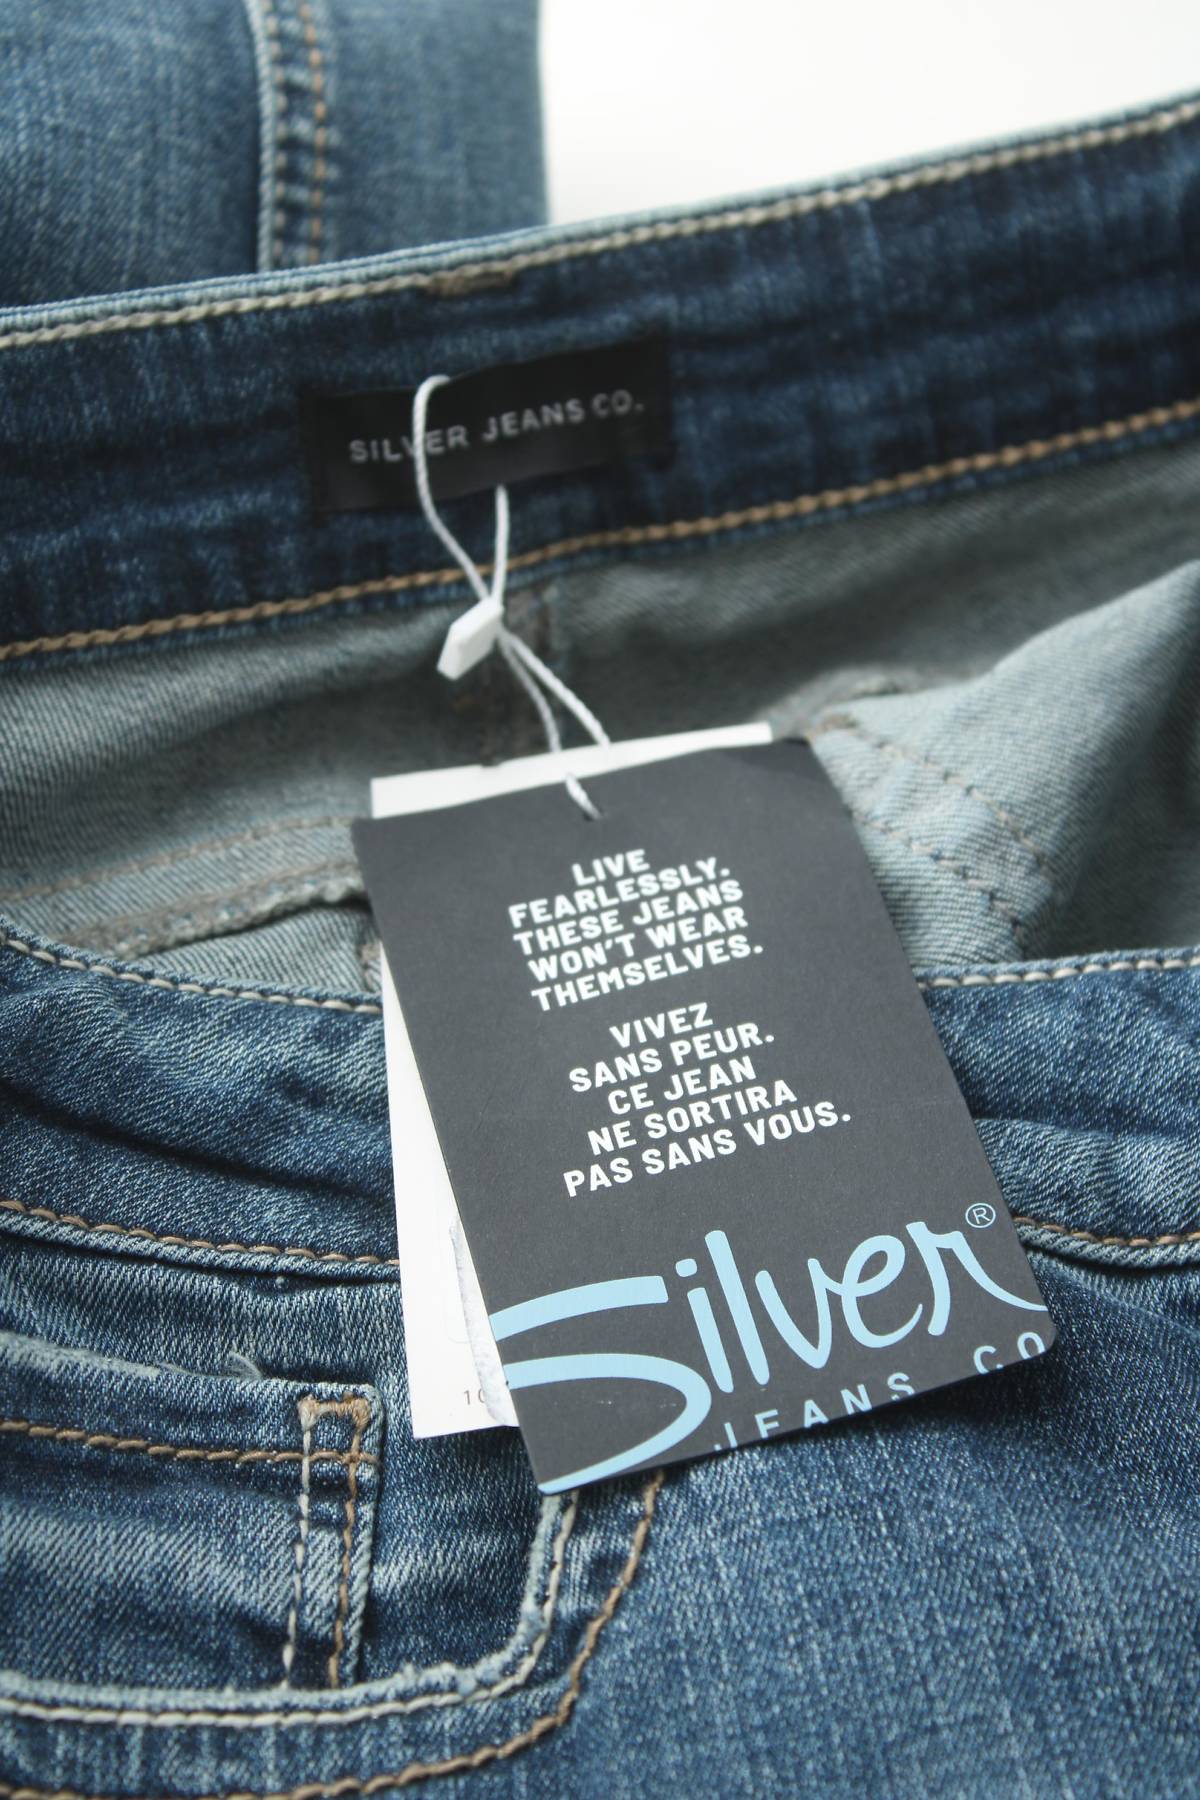 SILVER JEANS CO.
LIVE
FEARLESSLY.
THESE JEANS
WON'T WEAR
THEMSELVES.
VIVEZ
SANS PEUR.
CE JEAN
NE SORTIRA
PAS SANS VOUS.
Silver®
JEANS CO
10